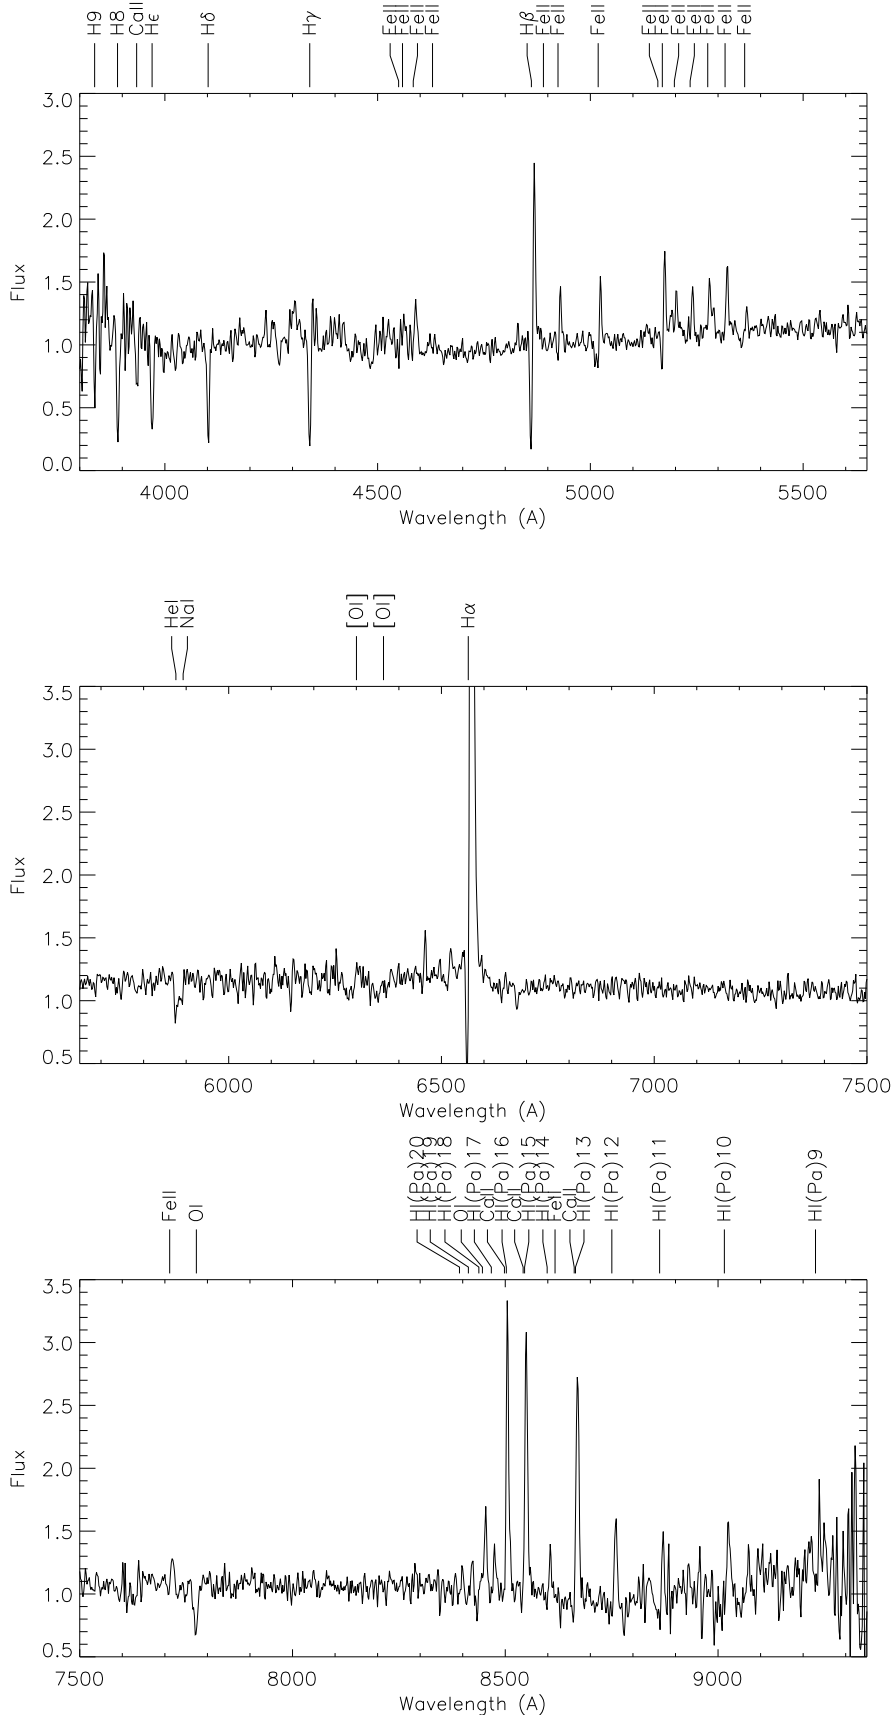 H9 H8 CaII Hϵ Hδ Hγ FeII FeII FeII FeII Hβ FeII FeII FeII FeII FeII FeII FeII FeII FeII FeII
3.0
2.5
2.0
1.5
1.0
0.5
0.0
Flux
4000 4500 5000 5500
Wavelength (A)
HeI NaI [OI] [OI] Hα
3.5
3.0
2.5
2.0
1.5
1.0
0.5
Flux
6000 6500 7000 7500
Wavelength (A)
FeII OI HI(Pa)20 HI(Pa)19 HI(Pa)18 OI HI(Pa)17 CaII HI(Pa)16 CaII HI(Pa)15 HI(Pa)14 FeII CaII HI(Pa)13 HI(Pa)12 HI(Pa)11 HI(Pa)10 HI(Pa)9
3.5
3.0
2.5
2.0
1.5
1.0
0.5
Flux
7500 8000 8500 9000
Wavelength (A)